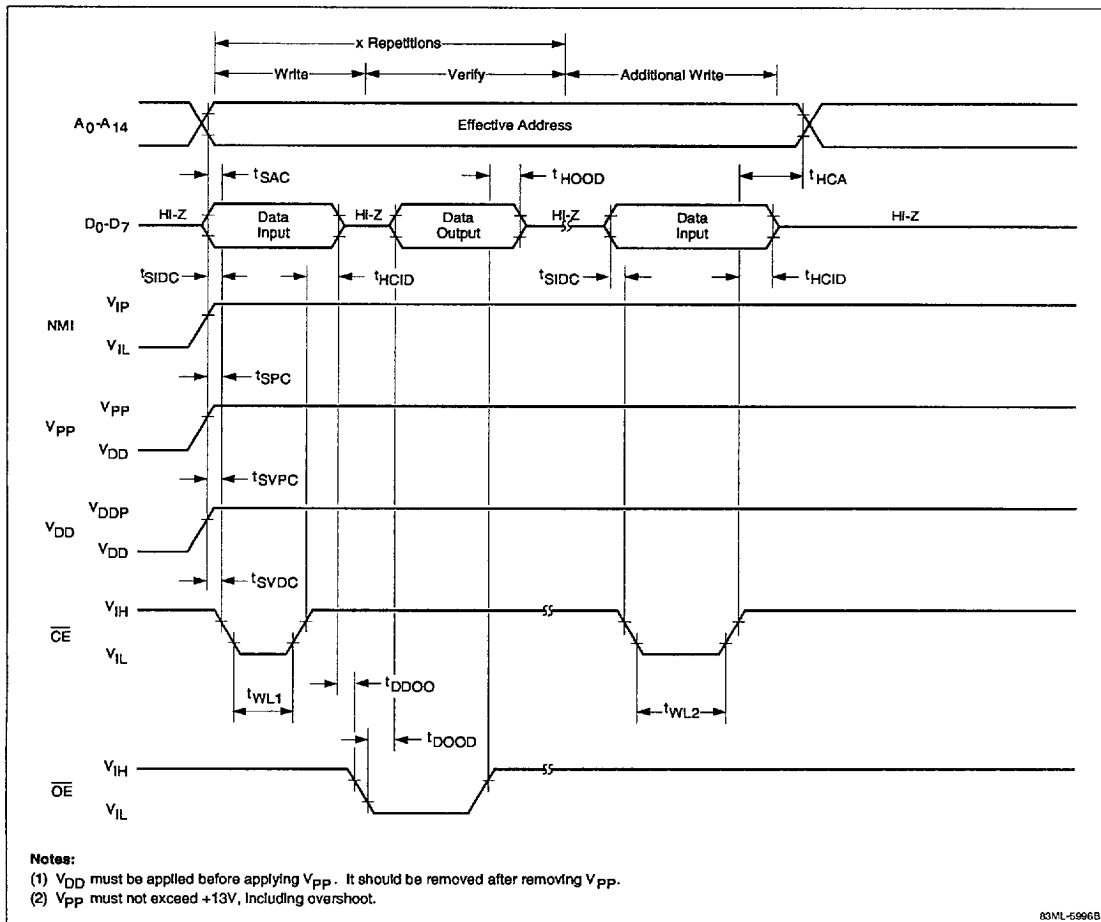 x Repetitions
Write Verify Additional Write
A0-A14 Effective Address
tSAC tHOOD tHCA
D0-D7 HI-Z Data Input HI-Z Data Output HI-Z Data Input HI-Z
tSIDC tHCID tSIDC tHCID
NMI VIP
VIL
tSPC
VPP VPP
VDD
tSVPC
VDD VDDP
VDD
tSVDC
CE VIH
VIL
tWL1 tDDOO tWL2
tDOOD
OE VIH
VIL
Notes:
(1) VDD must be applied before applying VPP. It should be removed after removing VPP.
(2) VPP must not exceed +13V, including overshoot.
83ML-5996B